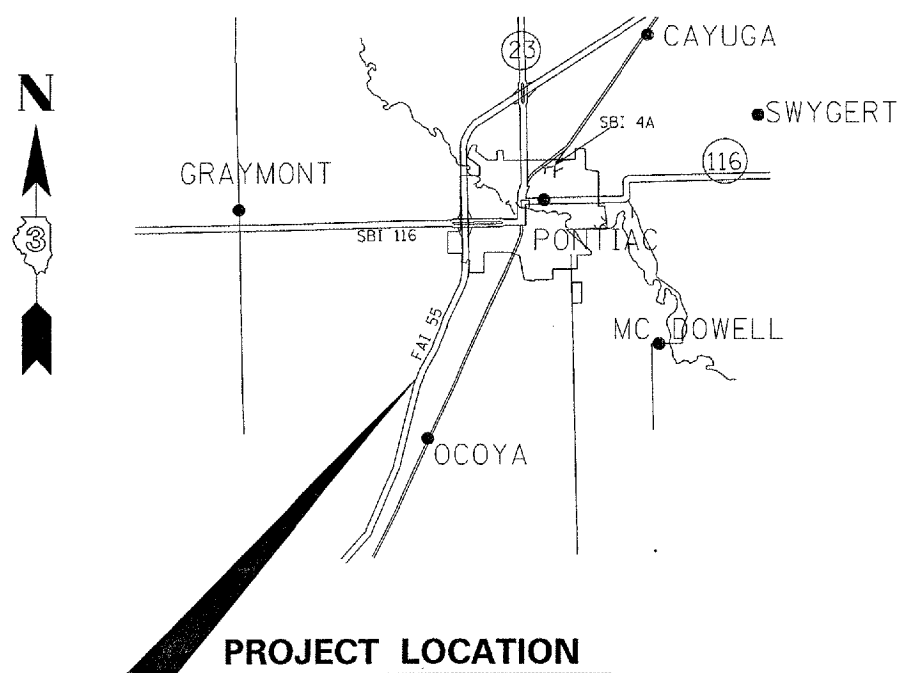 CAYUGA
23
N
SWYGERT
SBI 4A
116
GRAYMONT
3
SBI 116
PONTIAC
FAI 55
MC DOWELL
OCOYA
PROJECT LOCATION